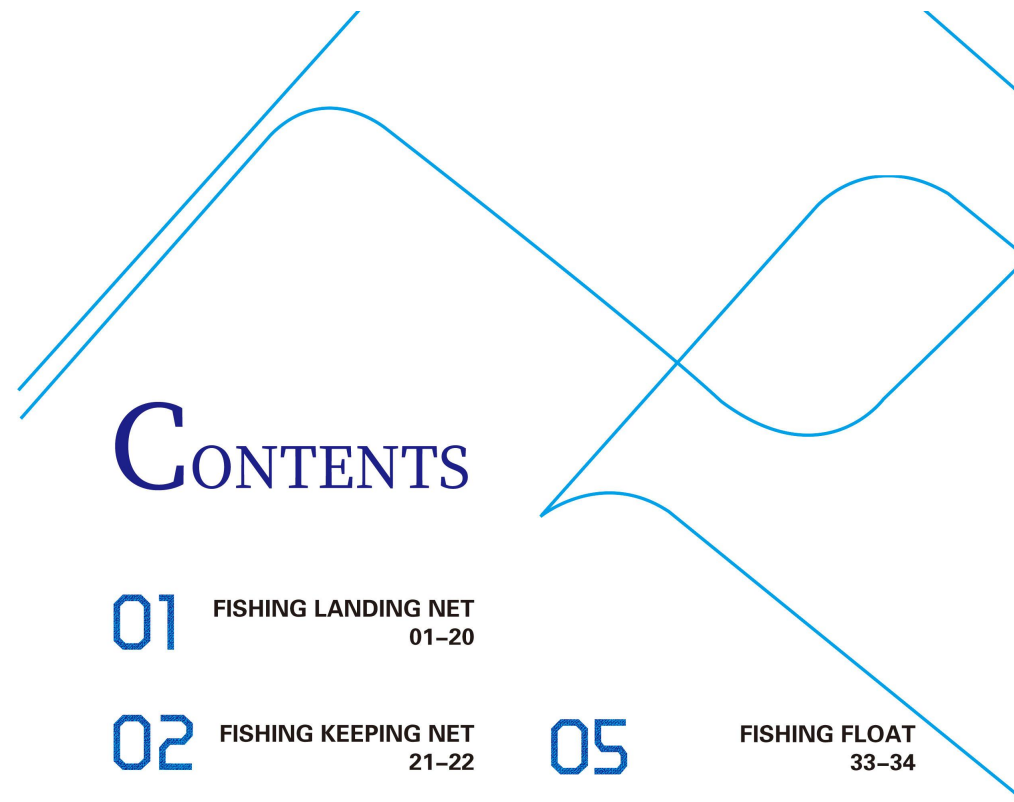 CONTENTS
01
FISHING LANDING NET
01–20
02
FISHING KEEPING NET
21–22
05
FISHING FLOAT
33–34